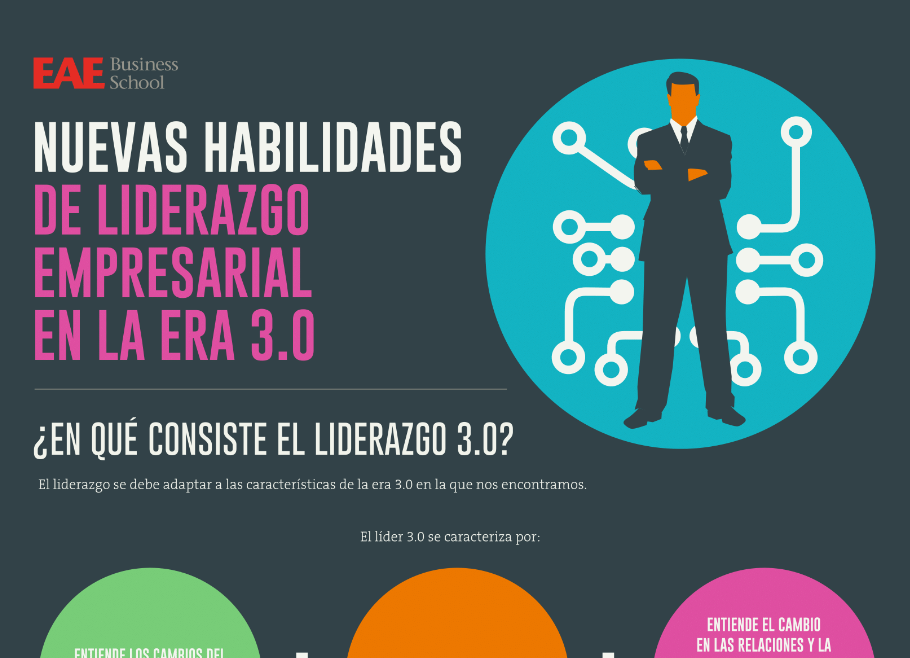 EAE Business
School
NUEVAS HABILIDADES
DE LIDERAZGO
EMPRESARIAL
EN LA ERA 3.0
¿EN QUÉ CONSISTE EL LIDERAZGO 3.0?
El liderazgo se debe adaptar a las características de la era 3.0 en la que nos encontramos.
El líder 3.0 se caracteriza por:
ENTIENDE LOS CAMBIOS DEL
ENTIENDE EL CAMBIO
EN LAS RELACIONES Y LA